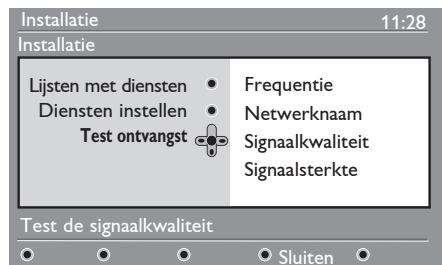 Installatie 11:28
Installatie
Lijsten met diensten
Diensten instellen
Test ontvangst
Frequentie
Netwerknaam
Signaalkwaliteit
Signaalsterkte
Test de signaalkwaliteit
Sluiten